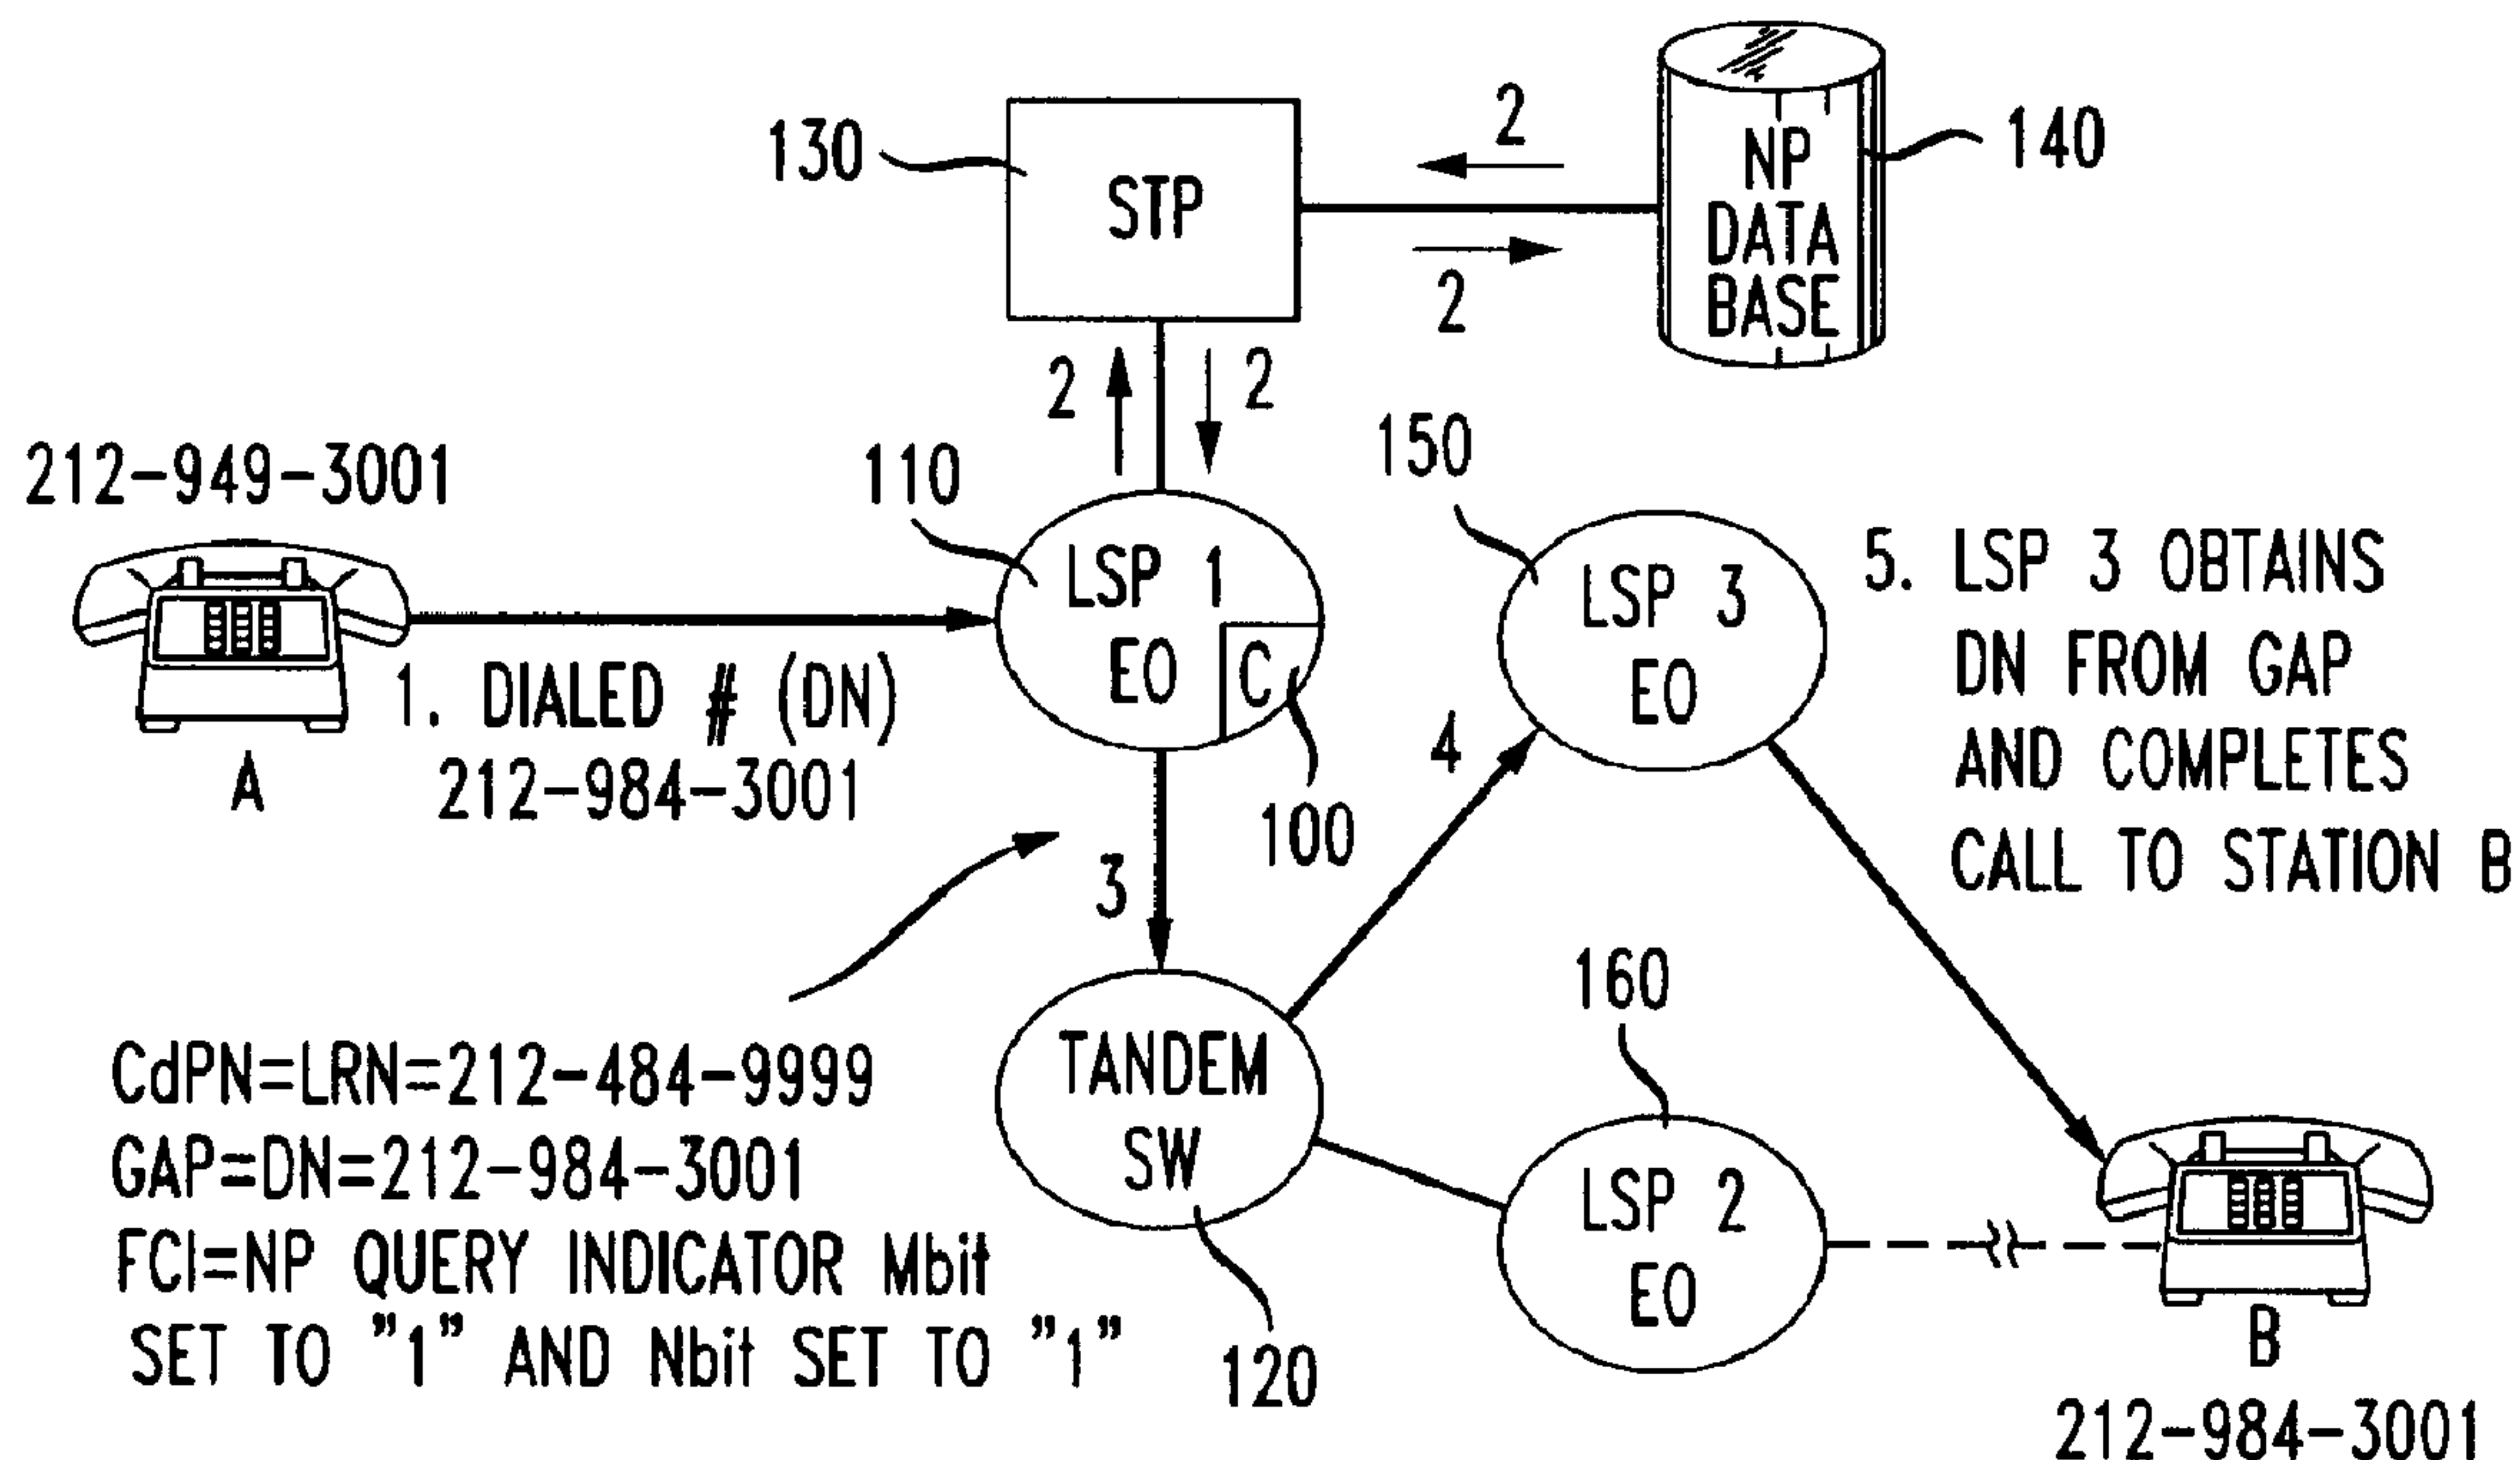 130
STP
2
2
NP
DATA
BASE
140
2
2
212-949-3001
110
LSP 1
EO
C
100
150
LSP 3
EO
5. LSP 3 OBTAINS
DN FROM GAP
AND COMPLETES
CALL TO STATION B
1. DIALED # (DN)
212-984-3001
A
3
4
CdPN=LRN=212-484-9999
GAP=DN=212-984-3001
FCI=NP QUERY INDICATOR Mbit
SET TO "1" AND Nbit SET TO "1"
TANDEM
SW
120
160
LSP 2
EO
B
212-984-3001